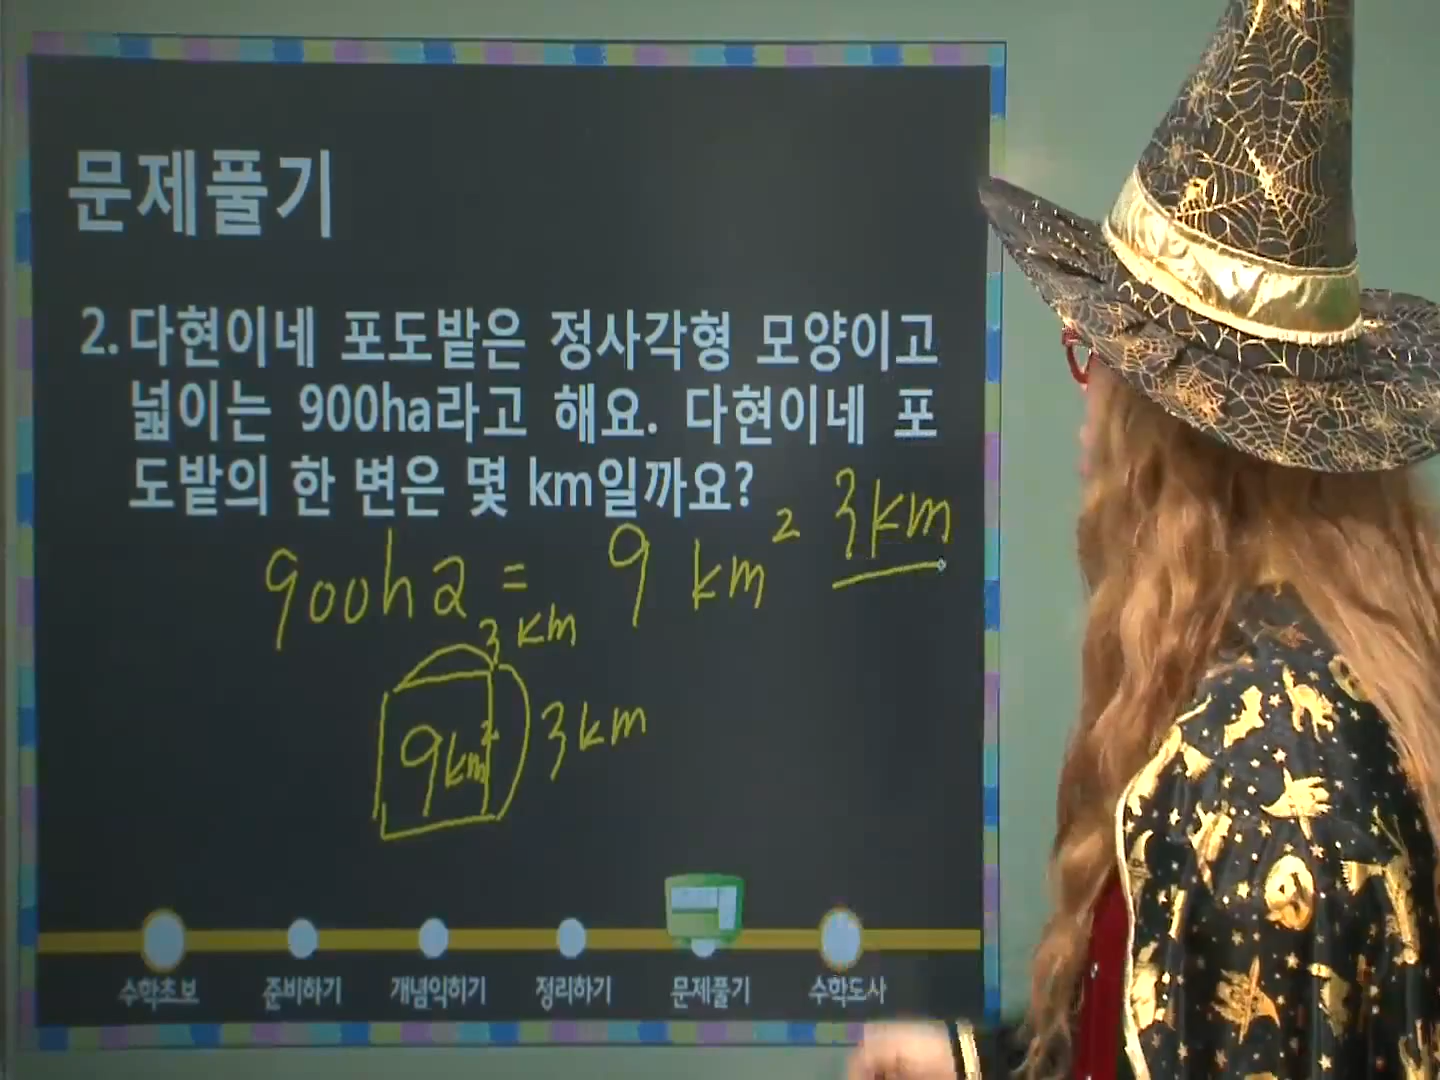 문제풀기
2. 다현이네 포도밭은 정사각형 모양이고
넓이는 900ha라고 해요. 다현이네 포
도밭의 한 변은 몇 km일까요?
3km
900ha = 9 km²
3 km
9km²
3km
수학초보 준비하기 개념익히기 정리하기 문제풀기 수학도사